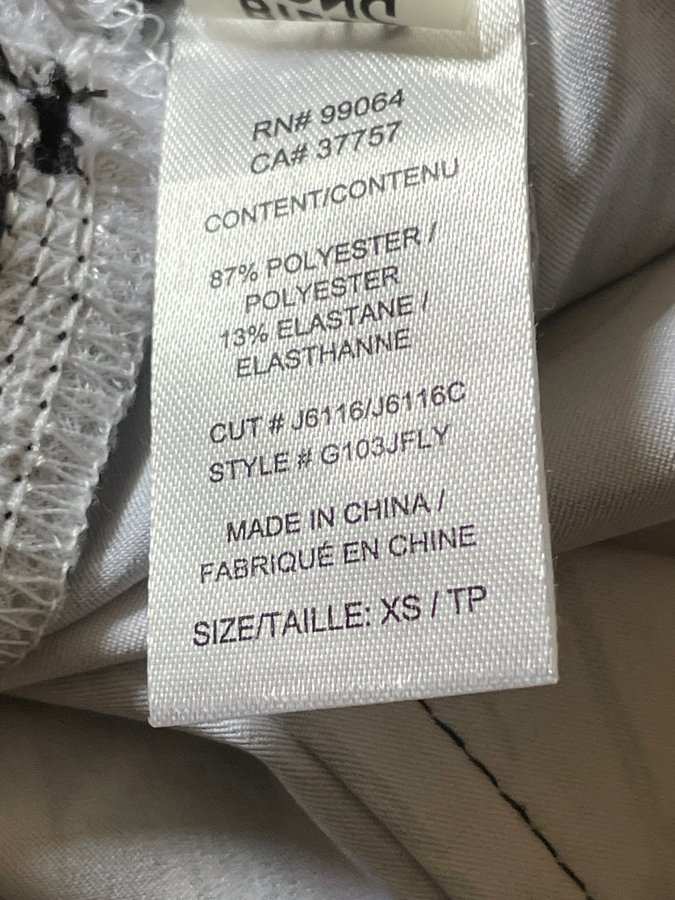 RN# 99064
CA# 37757
CONTENT/CONTENU
87% POLYESTER /
POLYESTER
13% ELASTANE /
ELASTHANNE
CUT # J6116/J6116C
STYLE # G103JFLY
MADE IN CHINA /
FABRIQUÉ EN CHINE
SIZE/TAILLE: XS / TP